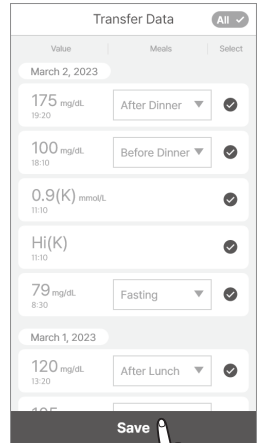 Transfer Data
All
Value Meals Select
March 2, 2023
175 mg/dL
After Dinner
19:20
100 mg/dL
Before Dinner
18:10
0.9(K) mmol/L
11:10
Hi(K)
11:10
79 mg/dL
Fasting
8:30
March 1, 2023
120 mg/dL
After Lunch
13:20
Save